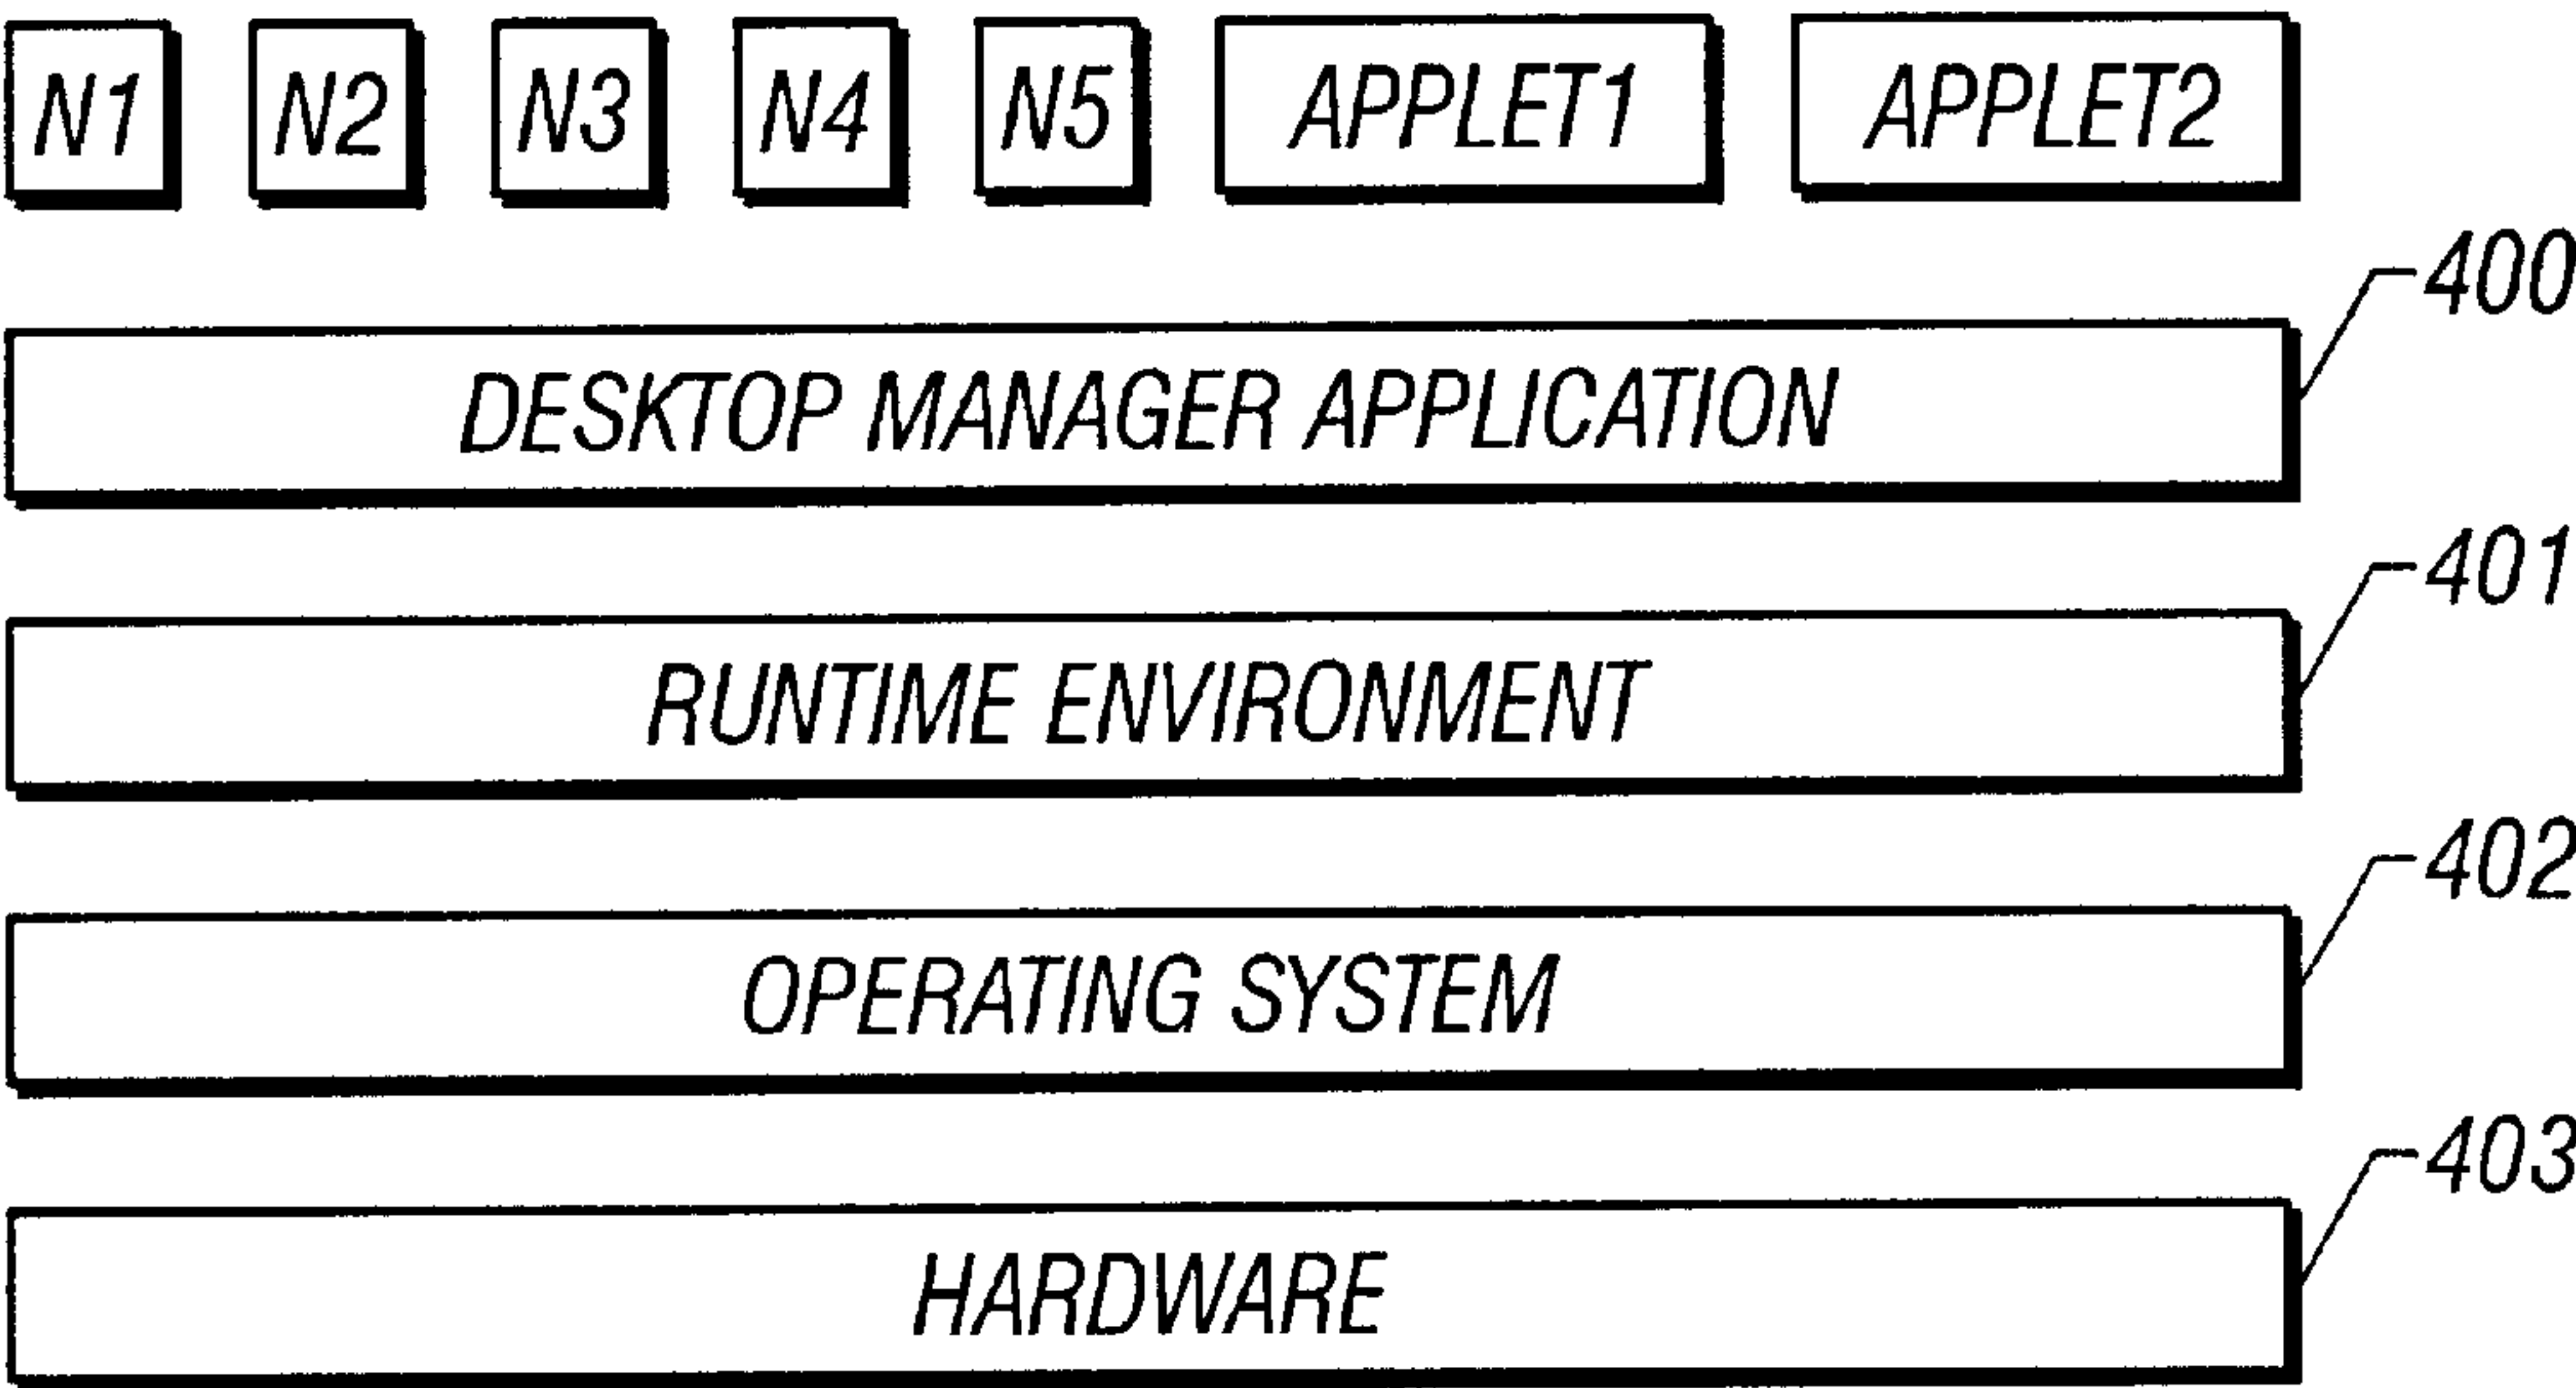 N1 N2 N3 N4 N5 APPLET1 APPLET2
400
DESKTOP MANAGER APPLICATION
401
RUNTIME ENVIRONMENT
402
OPERATING SYSTEM
403
HARDWARE